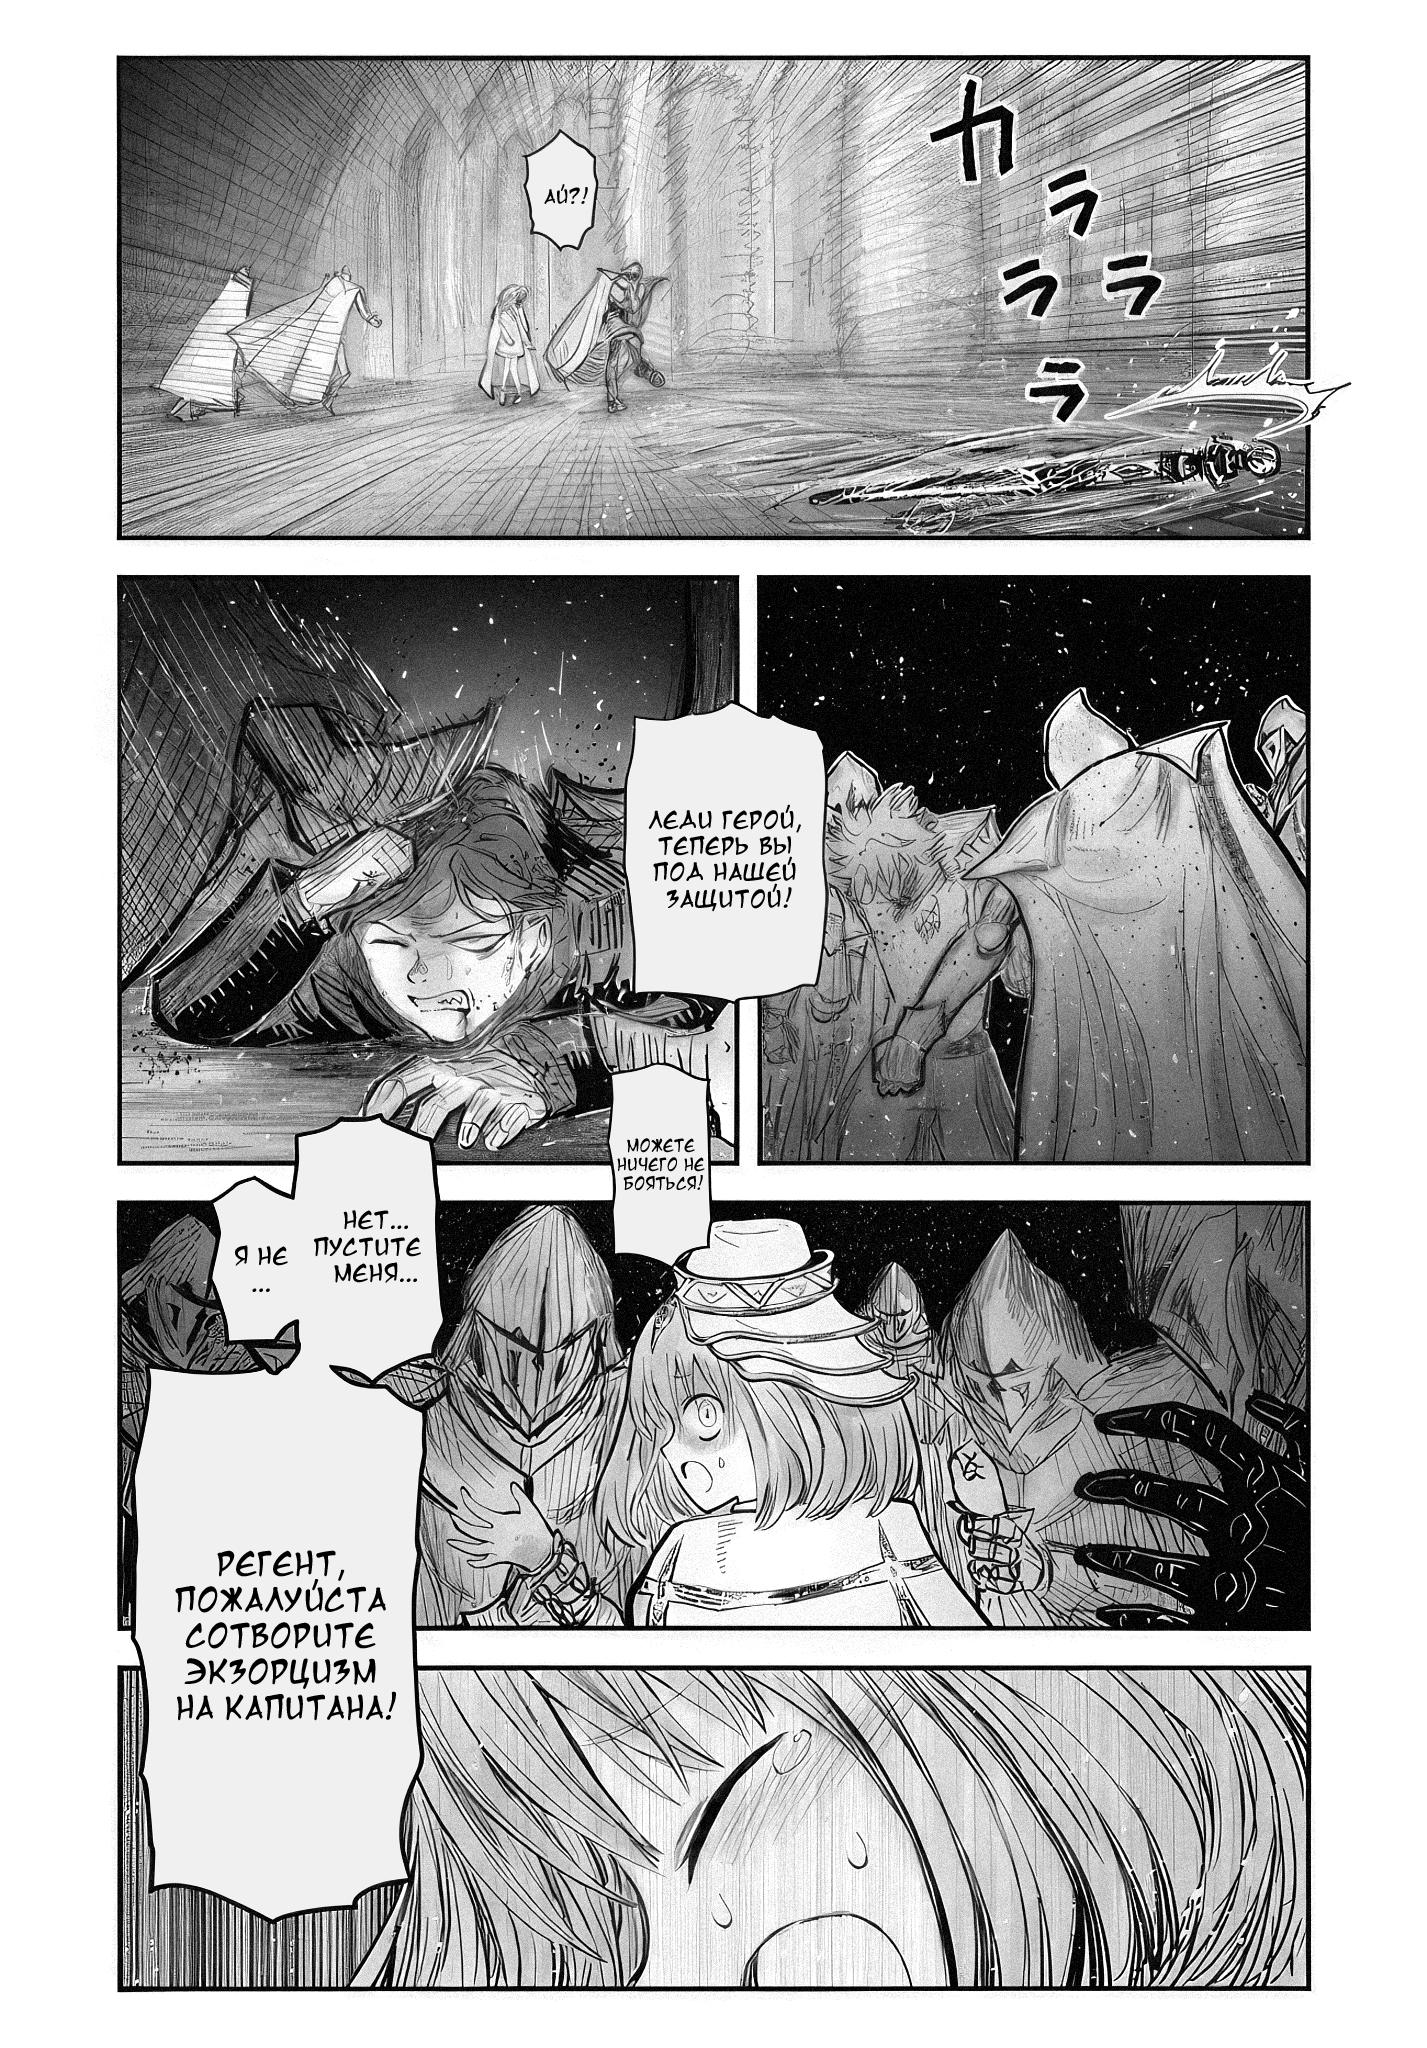 АЙ?!
カ
ラ
ラ
ラ
ラ
ЛЕДИ ГЕРОЙ,
ТЕПЕРЬ ВЫ
ПОД НАШЕЙ
ЗАЩИТОЙ!
МОЖЕТЕ
НИЧЕГО НЕ
БОЯТЬСЯ!
НЕТ...
ПУСТИТЕ
МЕНЯ...
Я НЕ
...
РЕГЕНТ,
ПОЖАЛУЙСТА
СОТВОРИТЕ
ЭКЗОРЦИЗМ
НА КАПИТАНА!